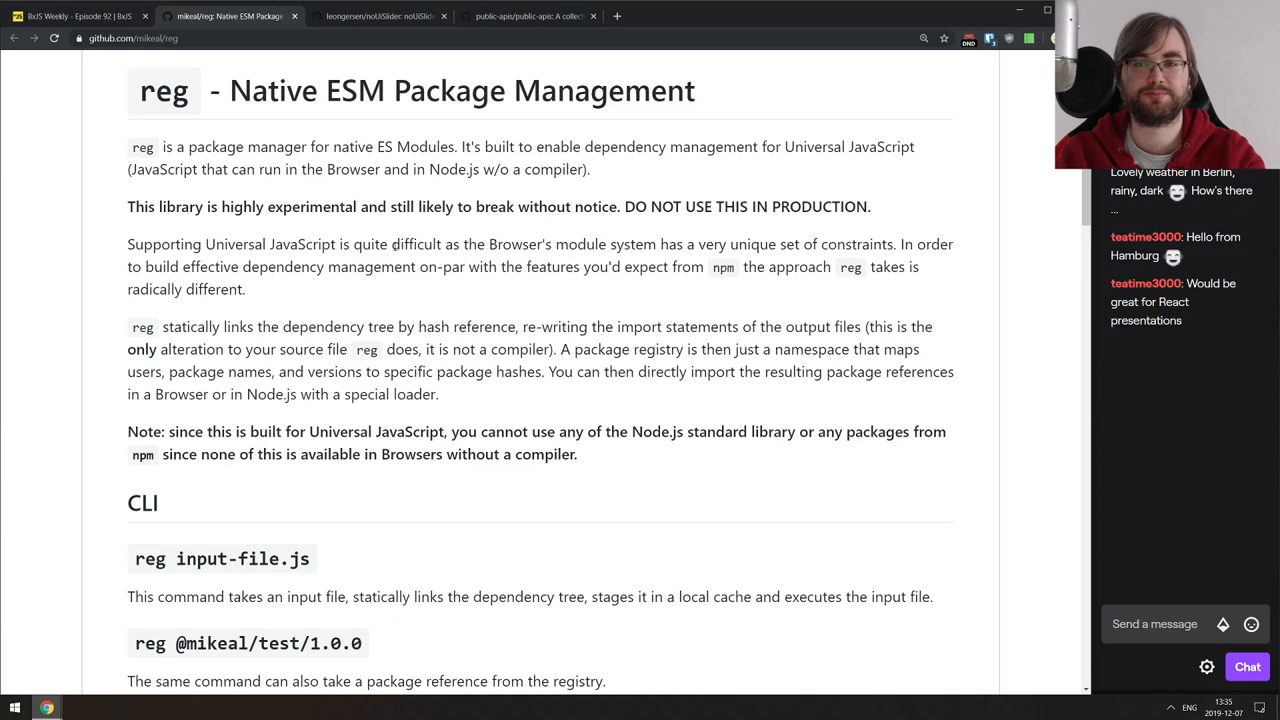 BxJS Weekly - Episode 92 | BxJS
mikeal/reg: Native ESM Package
leongersen/noUiSlider: noUiSlide
public-apis/public-apis: A collect
github.com/mikeal/reg
DND
3
reg - Native ESM Package Management
reg is a package manager for native ES Modules. It's built to enable dependency management for Universal JavaScript
(JavaScript that can run in the Browser and in Node.js w/o a compiler).
This library is highly experimental and still likely to break without notice. DO NOT USE THIS IN PRODUCTION.
Supporting Universal JavaScript is quite difficult as the Browser's module system has a very unique set of constraints. In order
to build effective dependency management on-par with the features you'd expect from npm the approach reg takes is
radically different.
reg statically links the dependency tree by hash reference, re-writing the import statements of the output files (this is the
only alteration to your source file reg does, it is not a compiler). A package registry is then just a namespace that maps
users, package names, and versions to specific package hashes. You can then directly import the resulting package references
in a Browser or in Node.js with a special loader.
Note: since this is built for Universal JavaScript, you cannot use any of the Node.js standard library or any packages from
npm since none of this is available in Browsers without a compiler.
CLI
reg input-file.js
This command takes an input file, statically links the dependency tree, stages it in a local cache and executes the input file.
reg @mikeal/test/1.0.0
The same command can also take a package reference from the registry.
Lovely weather in Berlin,
rainy, dark How's there
...
teatime3000: Hello from
Hamburg
teatime3000: Would be
great for React
presentations
Send a message
Chat
ENG
13:35
2019-12-07